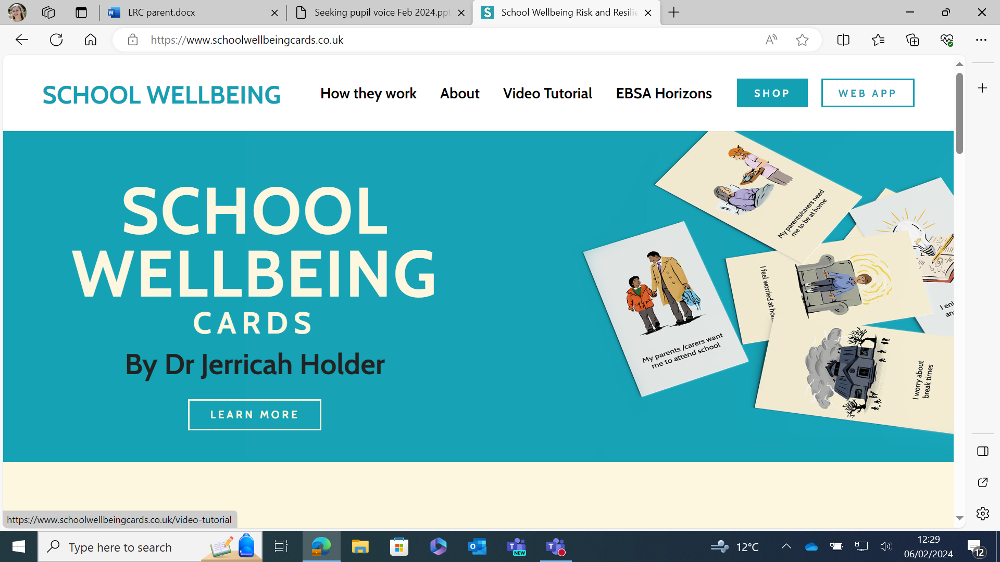 LRC parent.docx
Seeking pupil voice Feb 2024.ppt
School Wellbeing Risk and Resilie
https://www.schoolwellbeingcards.co.uk
SCHOOL WELLBEING
How they work
About
Video Tutorial
EBSA Horizons
SHOP
WEB APP
SCHOOL
WELLBEING
CARDS
By Dr Jerricah Holder
LEARN MORE
My parents/carers need
me to be at home
My parents /carers want
me to attend school
I feel worried at hom
I enj
an
I worry about
break times
https://www.schoolwellbeingcards.co.uk/video-tutorial
Type here to search
NEW
12°C
12:29
06/02/2024
12